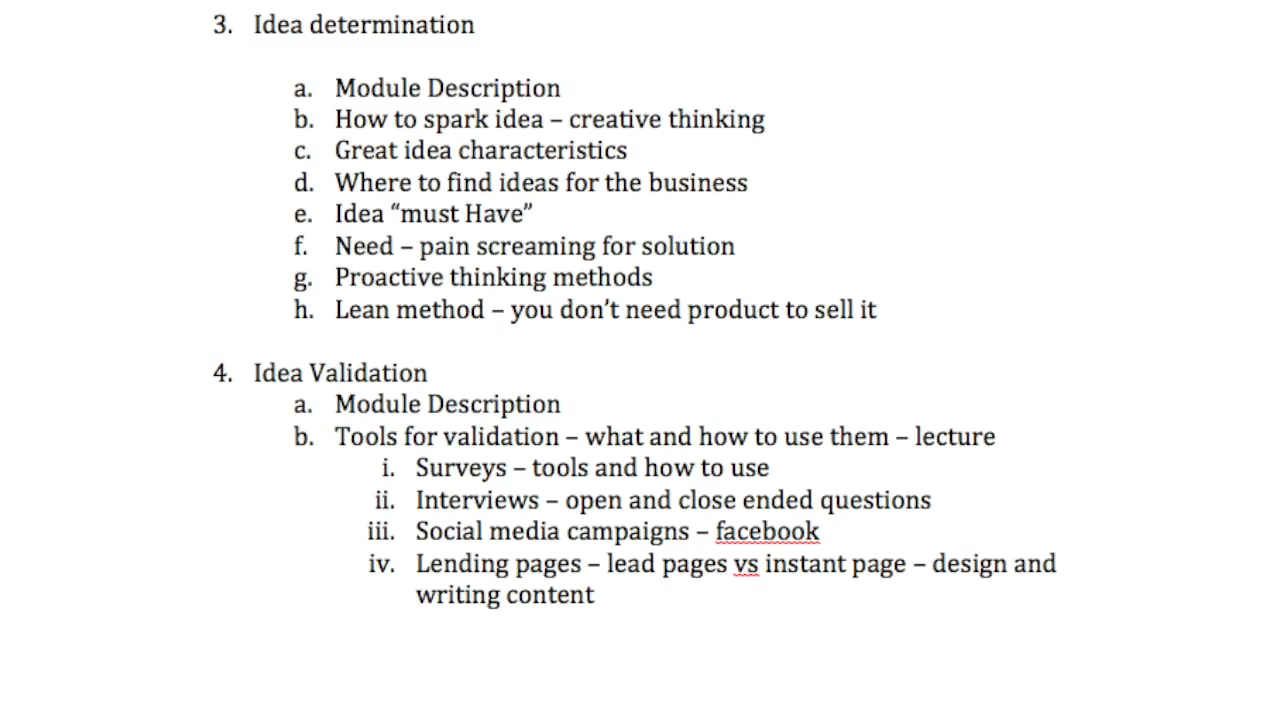 3. Idea determination
a. Module Description
b. How to spark idea – creative thinking
c. Great idea characteristics
d. Where to find ideas for the business
e. Idea “must Have”
f. Need – pain screaming for solution
g. Proactive thinking methods
h. Lean method – you don’t need product to sell it
4. Idea Validation
a. Module Description
b. Tools for validation – what and how to use them – lecture
i. Surveys – tools and how to use
ii. Interviews – open and close ended questions
iii. Social media campaigns – facebook
iv. Lending pages – lead pages vs instant page – design and
writing content